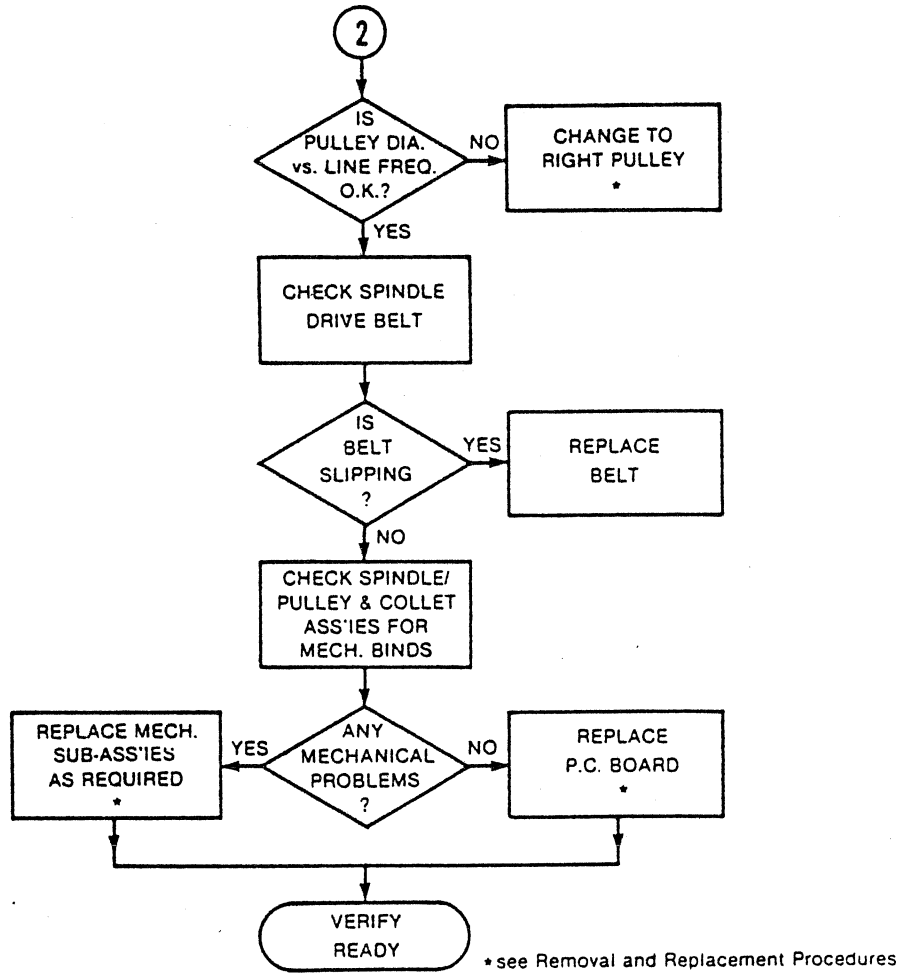 2
IS
PULLEY DIA.
vs. LINE FREQ.
O.K.?
NO
CHANGE TO
RIGHT PULLEY
*
YES
CHECK SPINDLE
DRIVE BELT
IS
BELT
SLIPPING
?
YES
REPLACE
BELT
NO
CHECK SPINDLE/
PULLEY & COLLET
ASS'IES FOR
MECH. BINDS
ANY
MECHANICAL
PROBLEMS
?
YES
REPLACE MECH.
SUB-ASS'IES
AS REQUIRED
*
NO
REPLACE
P.C. BOARD
*
VERIFY
READY
*see Removal and Replacement Procedures